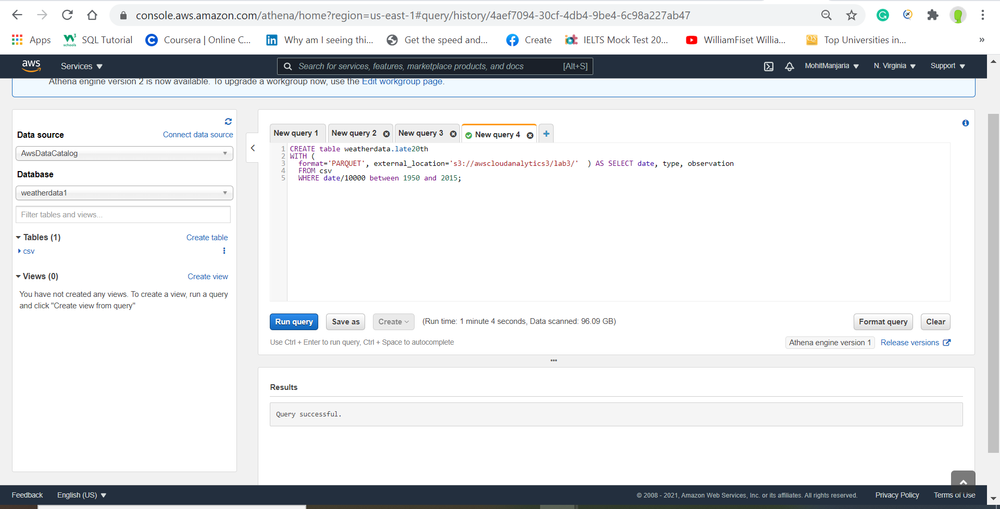 console.aws.amazon.com/athena/home?region=us-east-1#query/history/4aef7094-30cf-4db4-9be4-6c98a227ab47
Apps SQL Tutorial Coursera | Online C... Why am I seeing thi... Get the speed and... Create IELTS Mock Test 20... WilliamFiset Willia... Top Universities in... »
aws Services Search for services, features, marketplace products, and docs [Alt+S] MohitManjaria N. Virginia Support
Athena engine version 2 is now available. To upgrade a workgroup now, use the Edit workgroup page.
Data source Connect data source
AwsDataCatalog
Database
weatherdata1
Filter tables and views...
Tables (1) Create table
csv
Views (0) Create view
You have not created any views. To create a view, run a query
and click "Create view from query"
New query 1 New query 2 New query 3 New query 4 +
1 CREATE table weatherdata.late20th
2 WITH (
3 format='PARQUET', external_location='s3://awscloudanalytics3/lab3/' ) AS SELECT date, type, observation
4 FROM csv
5 WHERE date/10000 between 1950 and 2015;
Run query Save as Create (Run time: 1 minute 4 seconds, Data scanned: 96.09 GB) Format query Clear
Use Ctrl + Enter to run query, Ctrl + Space to autocomplete Athena engine version 1 Release versions
Results
Query successful.
Feedback English (US) © 2008 - 2021, Amazon Web Services, Inc. or its affiliates. All rights reserved. Privacy Policy Terms of Use